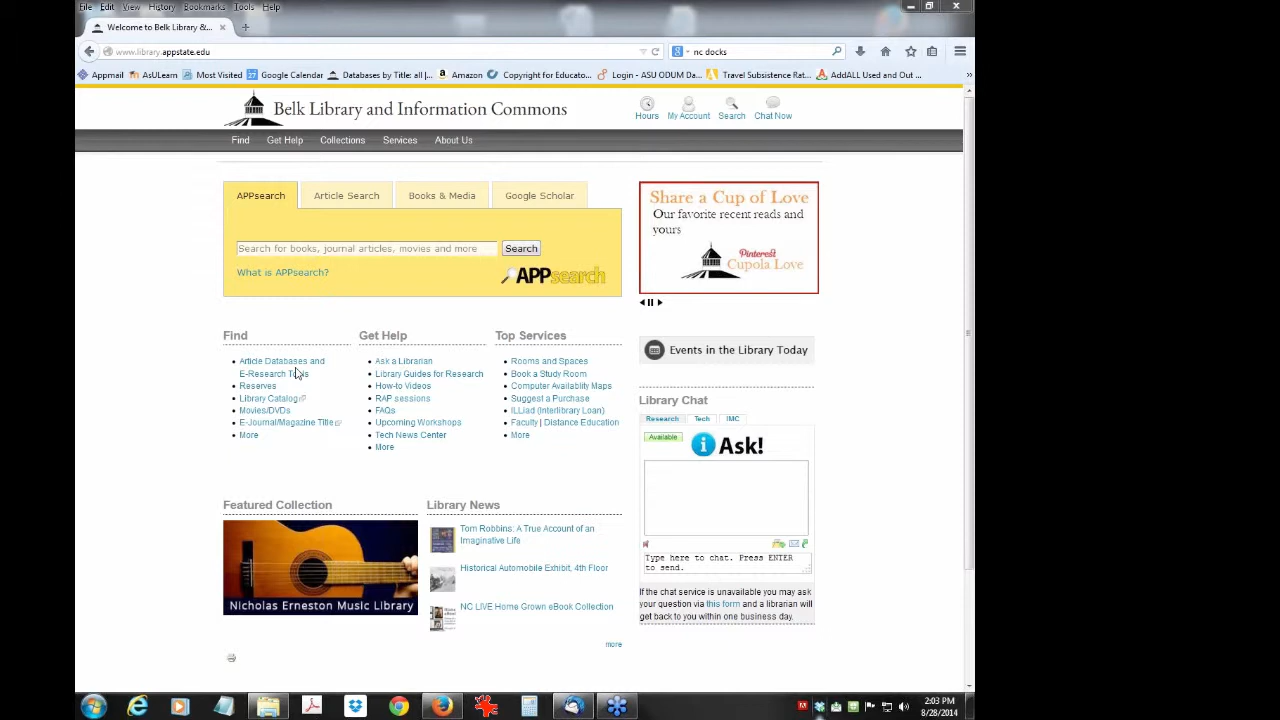 File Edit View History Bookmarks Tools Help
Welcome to Belk Library &...
www.library.appstate.edu
nc docks
Appmail AsULearn Most Visited Google Calendar Databases by Title: all |... Amazon Copyright for Educato... Login - ASU ODUM Da... Travel Subsistence Rat... AddALL Used and Out ...
Belk Library and Information Commons
Hours My Account Search Chat Now
Find Get Help Collections Services About Us
APPsearch Article Search Books & Media Google Scholar
Search for books, journal articles, movies and more Search
What is APPsearch?
APPsearch
Share a Cup of Love
Our favorite recent reads and
yours
Pinterest
Cupola Love
Find
Article Databases and
E-Research Tools
Reserves
Library Catalog
Movies/DVDs
E-Journal/Magazine Title
More
Get Help
Ask a Librarian
Library Guides for Research
How-to Videos
RAP sessions
FAQs
Upcoming Workshops
Tech News Center
More
Top Services
Rooms and Spaces
Book a Study Room
Computer Availablity Maps
Suggest a Purchase
ILLiad (Interlibrary Loan)
Faculty | Distance Education
More
Events in the Library Today
Library Chat
Research Tech IMC
Available
i Ask!
Type here to chat. Press ENTER
to send.
If the chat service is unavailable you may ask
your question via this form and a librarian will
get back to you within one business day.
Featured Collection
Nicholas Erneston Music Library
Library News
Tom Robbins: A True Account of an
Imaginative Life
Historical Automobile Exhibit, 4th Floor
NC LIVE Home Grown eBook Collection
more
2:03 PM
8/28/2014